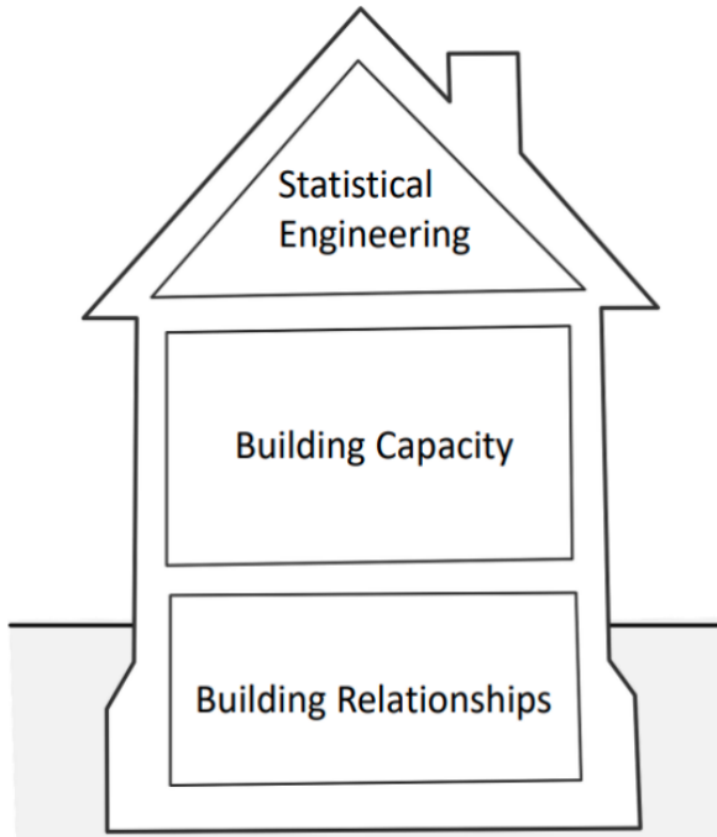 Statistical
Engineering
Building Capacity
Building Relationships